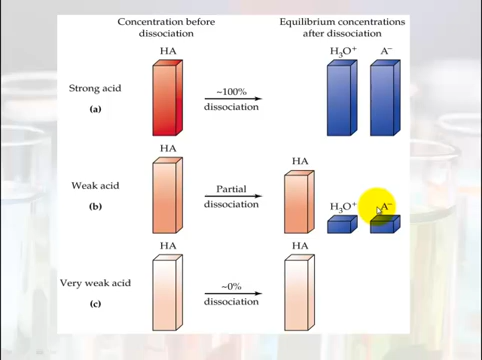 Concentration before
dissociation
Equilibrium concentrations
after dissociation
HA
H₃O⁺
A⁻
Strong acid
(a)
~100%
dissociation
HA
HA
Weak acid
(b)
Partial
dissociation
H₃O⁺
A⁻
HA
HA
Very weak acid
(c)
~0%
dissociation